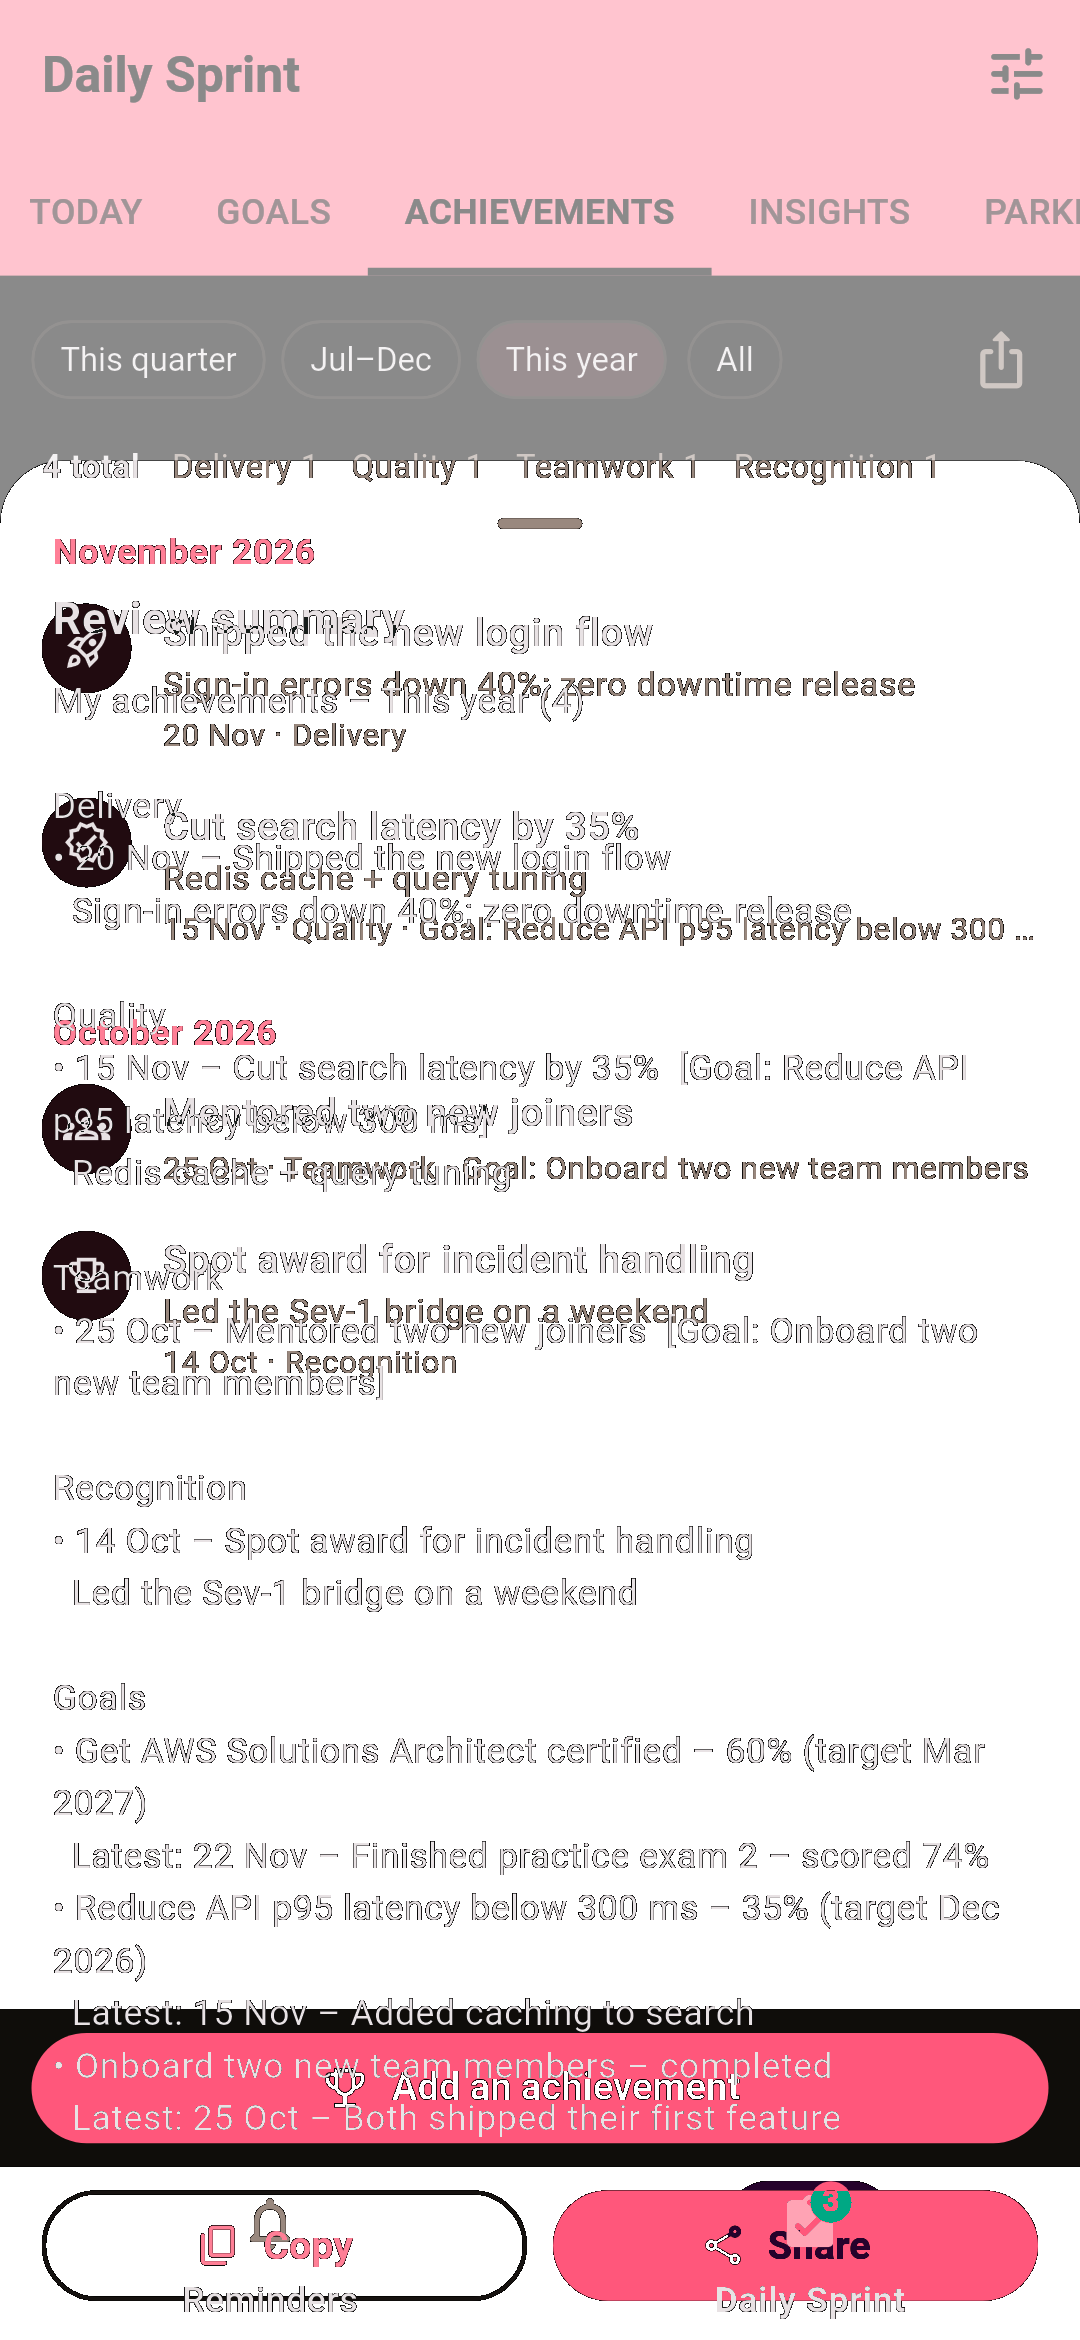 Daily Sprint
TODAY GOALS ACHIEVEMENTS INSIGHTS PARKI
This quarter Jul–Dec This year All
4 total Delivery 1 Quality 1 Teamwork 1 Recognition 1
November 2026
Review summary
Shipped the new login flow
Sign-in errors down 40%; zero downtime release
My achievements – This year (4)
20 Nov · Delivery
Delivery
Cut search latency by 35%
• 20 Nov – Shipped the new login flow
Redis cache + query tuning
Sign-in errors down 40%; zero downtime release
15 Nov · Quality · Goal: Reduce API p95 latency below 300 ...
Quality
October 2026
• 15 Nov – Cut search latency by 35% [Goal: Reduce API
Mentored two new joiners
p95 latency below 300 ms]
25 Oct · Teamwork · Goal: Onboard two new team members
Redis cache + query tuning
Spot award for incident handling
Teamwork
Led the Sev-1 bridge on a weekend
• 25 Oct – Mentored two new joiners [Goal: Onboard two
14 Oct · Recognition
new team members]
Recognition
• 14 Oct – Spot award for incident handling
Led the Sev-1 bridge on a weekend
Goals
• Get AWS Solutions Architect certified – 60% (target Mar
2027)
Latest: 22 Nov – Finished practice exam 2 – scored 74%
• Reduce API p95 latency below 300 ms – 35% (target Dec
2026)
Latest: 15 Nov – Added caching to search
• Onboard two new team members – completed
Add an achievement
Latest: 25 Oct – Both shipped their first feature
3
Copy Share
Reminders Daily Sprint